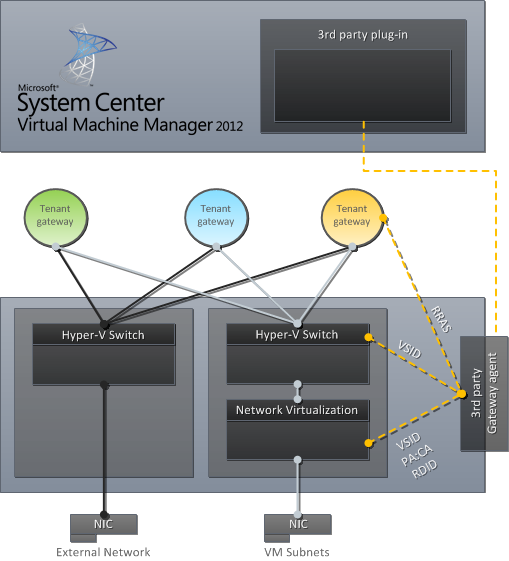 3rd party plug-in
Microsoft®
System Center
Virtual Machine Manager 2012
Tenant
gateway
Tenant
gateway
Tenant
gateway
RRAS
Hyper-V Switch
Hyper-V Switch
VSID
3rd party
Gateway agent
Network Virtualization
VSID
PA:CA
RDID
NIC
NIC
External Network
VM Subnets